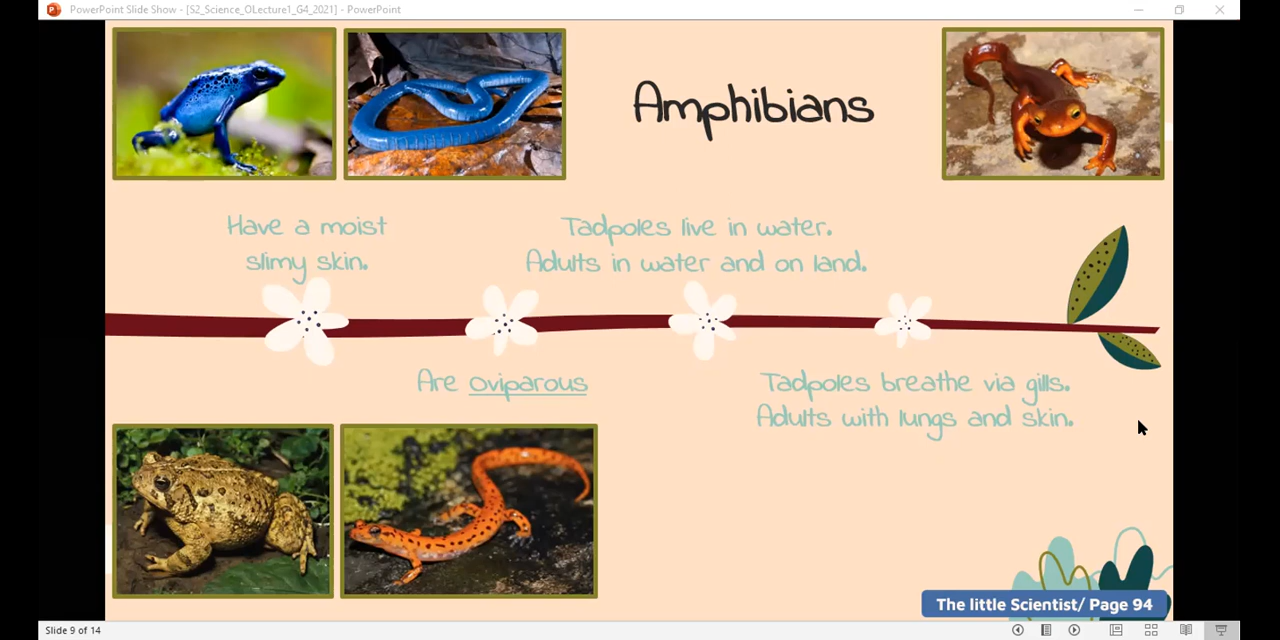 PowerPoint Slide Show - [S2_Science_OLecture1_G4_2021] - PowerPoint
Amphibians
Have a moist
slimy skin.
Tadpoles live in water.
Adults in water and on land.
Are oviparous
Tadpoles breathe via gills.
Adults with lungs and skin.
The little Scientist/ Page 94
Slide 9 of 14